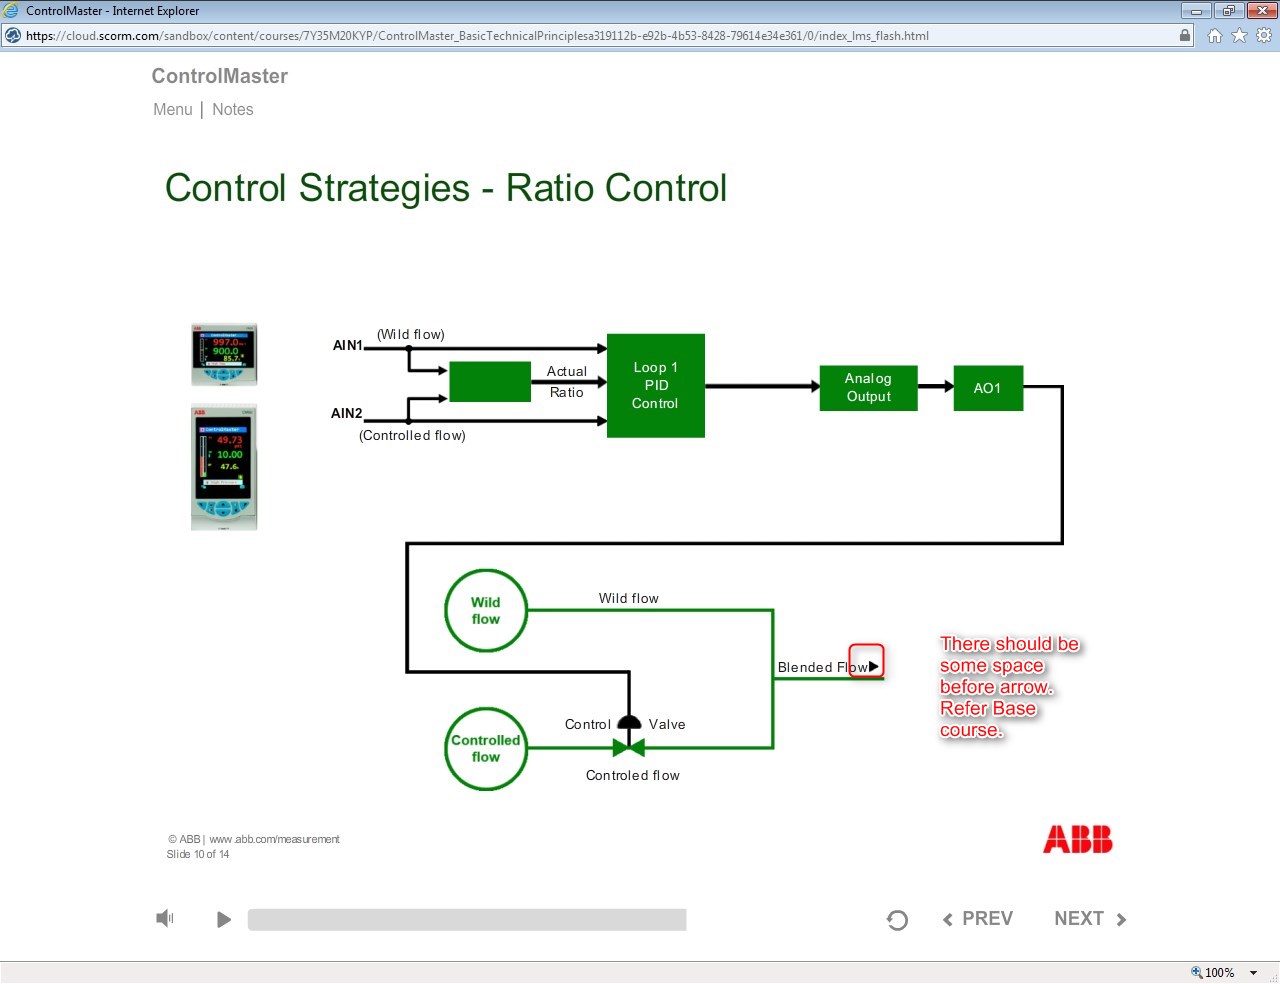 ControlMaster - Internet Explorer
https://cloud.scorm.com/sandbox/content/courses/7Y35M20KYP/ControlMaster_BasicTechnicalPrinciplesa319112b-e92b-4b53-8428-79614e34e361/0/index_lms_flash.html
ControlMaster
Menu | Notes
Control Strategies - Ratio Control
ABB
997.0
900.0
85.7
ABB
ControlMaster
49.73
10.00
47.6
(Wild flow)
AIN1
Actual
Ratio
AIN2
(Controlled flow)
Loop 1
PID
Control
Analog
Output
AO1
Wild
flow
Wild flow
Blended Flow
Control Valve
Controlled
flow
Controled flow
There should be
some space
before arrow.
Refer Base
course.
© ABB | www.abb.com/measurement
Slide 10 of 14
ABB
PREV
NEXT
100%